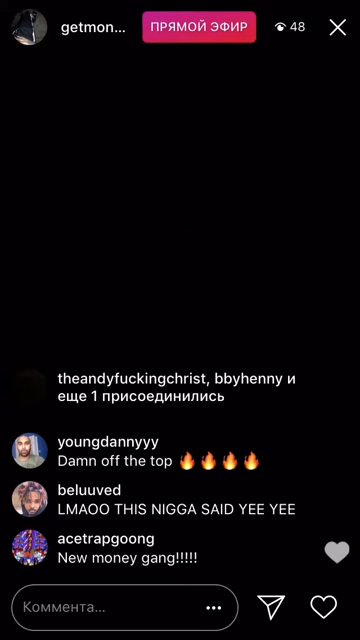 getmon... ПРЯМОЙ ЭФИР 48
theandyfuckingchrist, bbyhenny и
еще 1 присоединились
youngdannyyy
Damn off the top 🔥🔥🔥🔥
beluuved
LMAOO THIS NIGGA SAID YEE YEE
acetrapgoong
New money gang!!!!!
Коммента...